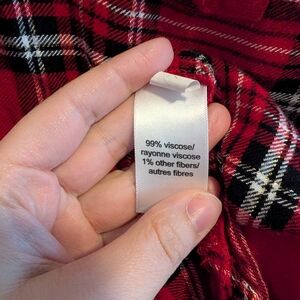 99% viscose/
rayonne viscose
1% other fibers/
autres fibres